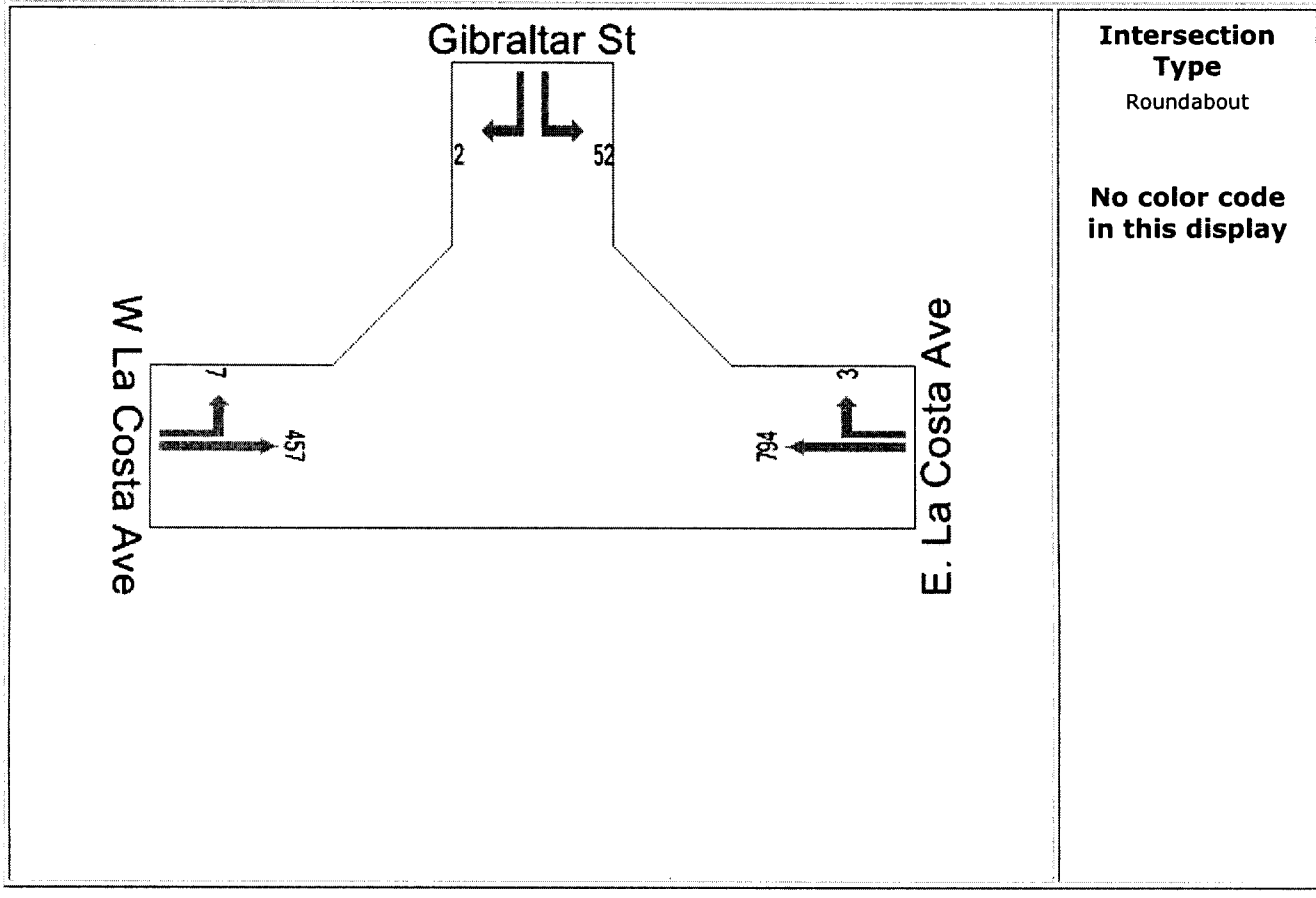 Gibraltar St
2
52
W La Costa Ave
7
457
794
3
E. La Costa Ave
Intersection
Type
Roundabout
No color code
in this display